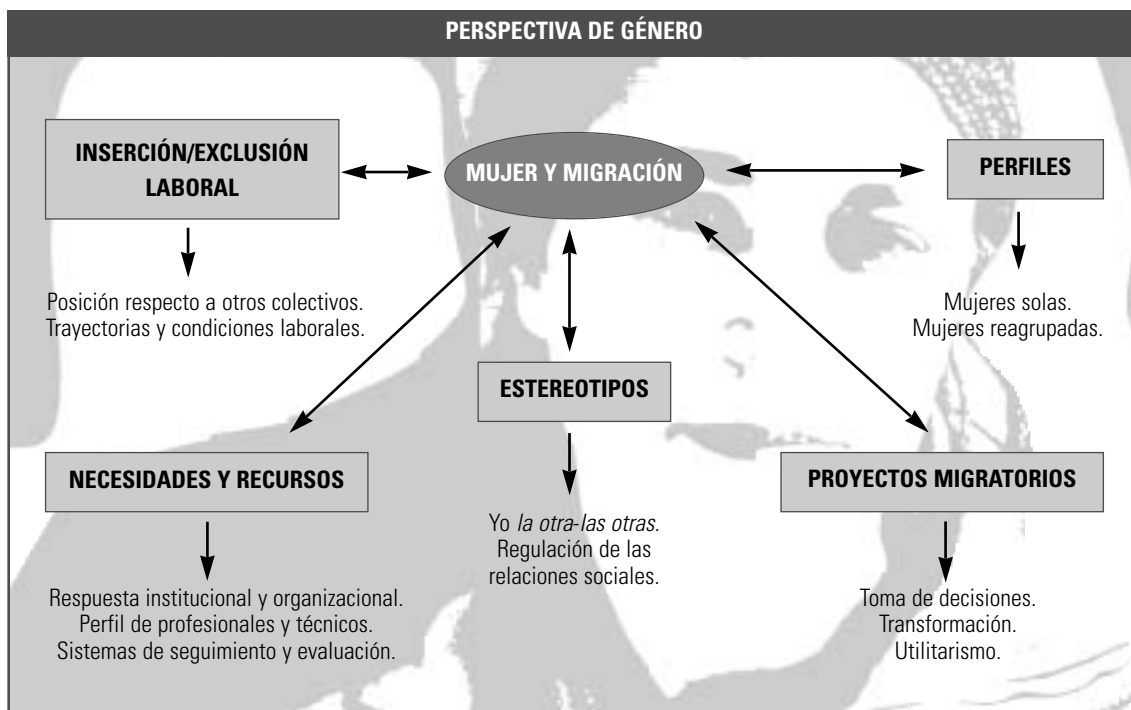 PERSPECTIVA DE GÉNERO
INSERCIÓN/EXCLUSIÓN
LABORAL
MUJER Y MIGRACIÓN
PERFILES
Posición respecto a otros colectivos.
Trayectorias y condiciones laborales.
Mujeres solas.
Mujeres reagrupadas.
ESTEREOTIPOS
NECESIDADES Y RECURSOS
PROYECTOS MIGRATORIOS
Yo la otra-las otras.
Regulación de las
relaciones sociales.
Respuesta institucional y organizacional.
Perfil de profesionales y técnicos.
Sistemas de seguimiento y evaluación.
Toma de decisiones.
Transformación.
Utilitarismo.